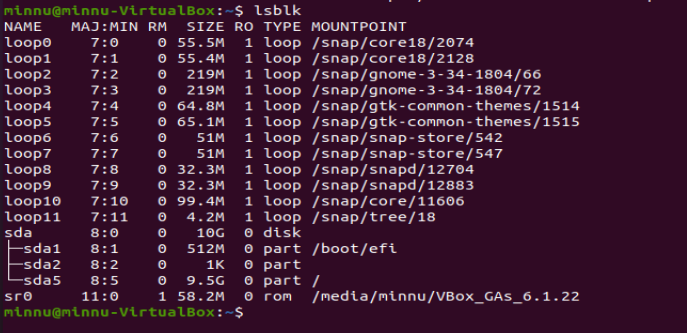 minnu@minnu-VirtualBox:~$ lsblk
NAME   MAJ:MIN RM  SIZE RO TYPE MOUNTPOINT
loop0    7:0    0 55.5M  1 loop /snap/core18/2074
loop1    7:1    0 55.4M  1 loop /snap/core18/2128
loop2    7:2    0  219M  1 loop /snap/gnome-3-34-1804/66
loop3    7:3    0  219M  1 loop /snap/gnome-3-34-1804/72
loop4    7:4    0 64.8M  1 loop /snap/gtk-common-themes/1514
loop5    7:5    0 65.1M  1 loop /snap/gtk-common-themes/1515
loop6    7:6    0   51M  1 loop /snap/snap-store/542
loop7    7:7    0   51M  1 loop /snap/snap-store/547
loop8    7:8    0 32.3M  1 loop /snap/snapd/12704
loop9    7:9    0 32.3M  1 loop /snap/snapd/12883
loop10   7:10   0 99.4M  1 loop /snap/core/11606
loop11   7:11   0  4.2M  1 loop /snap/tree/18
sda      8:0    0   10G  0 disk
├─sda1   8:1    0  512M  0 part /boot/efi
├─sda2   8:2    0    1K  0 part
└─sda5   8:5    0  9.5G  0 part /
sr0     11:0    1 58.2M  0 rom  /media/minnu/VBox_GAs_6.1.22
minnu@minnu-VirtualBox:~$